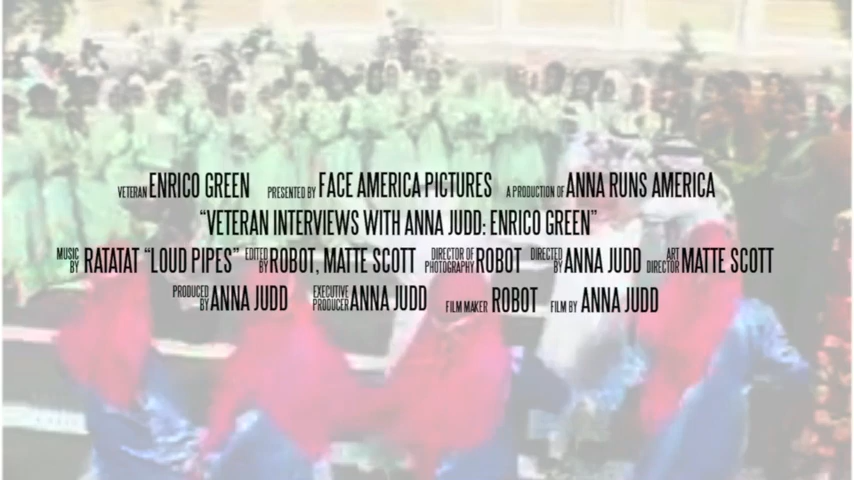 VETERAN ENRICO GREEN PRESENTED BY FACE AMERICA PICTURES A PRODUCTION OF ANNA RUNS AMERICA
“VETERAN INTERVIEWS WITH ANNA JUDD: ENRICO GREEN”
MUSIC BY RATATAT “LOUD PIPES” EDITED BY ROBOT, MATTE SCOTT DIRECTOR OF PHOTOGRAPHY ROBOT DIRECTED BY ANNA JUDD ART DIRECTOR MATTE SCOTT
PRODUCED BY ANNA JUDD EXECUTIVE PRODUCER ANNA JUDD FILM MAKER ROBOT FILM BY ANNA JUDD